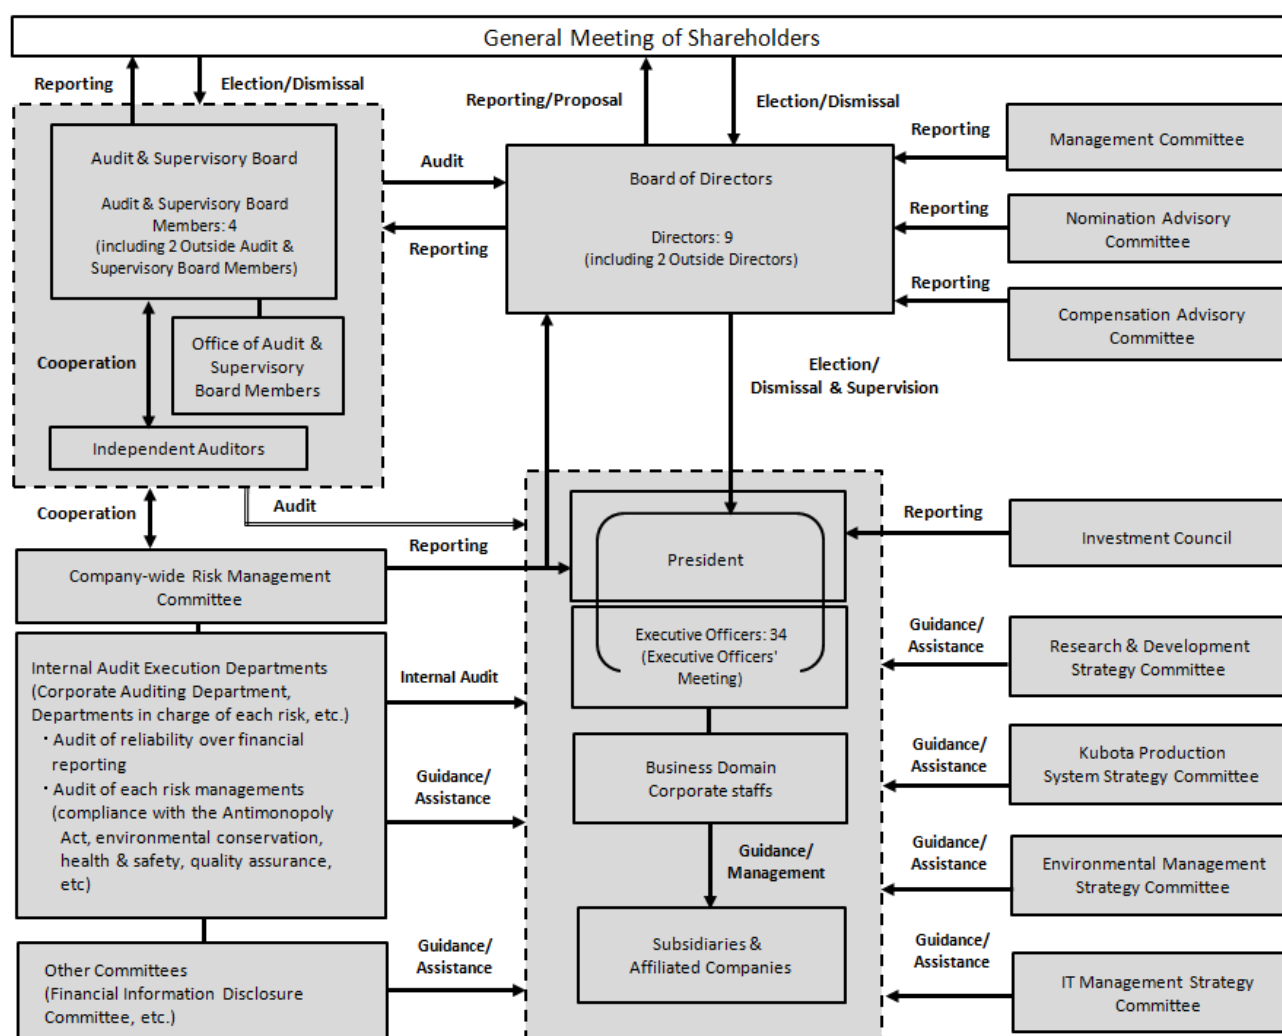 General Meeting of Shareholders
Reporting
Election/Dismissal
Reporting/Proposal
Election/Dismissal
Audit & Supervisory Board
Audit & Supervisory Board
Members: 4
(including 2 Outside Audit &
Supervisory Board Members)
Cooperation
Office of Audit &
Supervisory
Board Members
Independent Auditors
Audit
Reporting
Board of Directors
Directors: 9
(including 2 Outside Directors)
Reporting
Management Committee
Reporting
Nomination Advisory
Committee
Reporting
Compensation Advisory
Committee
Election/
Dismissal & Supervision
Cooperation
Audit
Reporting
Company-wide Risk Management
Committee
President
Executive Officers: 34
(Executive Officers'
Meeting)
Reporting
Investment Council
Internal Audit Execution Departments
(Corporate Auditing Department,
Departments in charge of each risk, etc.)
・Audit of reliability over financial
reporting
・Audit of each risk managements
(compliance with the Antimonopoly
Act, environmental conservation,
health & safety, quality assurance,
etc)
Internal Audit
Guidance/
Assistance
Business Domain
Corporate staffs
Guidance/
Management
Subsidiaries &
Affiliated Companies
Guidance/
Assistance
Research & Development
Strategy Committee
Guidance/
Assistance
Kubota Production
System Strategy Committee
Guidance/
Assistance
Environmental Management
Strategy Committee
Guidance/
Assistance
IT Management Strategy
Committee
Other Committees
(Financial Information Disclosure
Committee, etc.)
Guidance/
Assistance